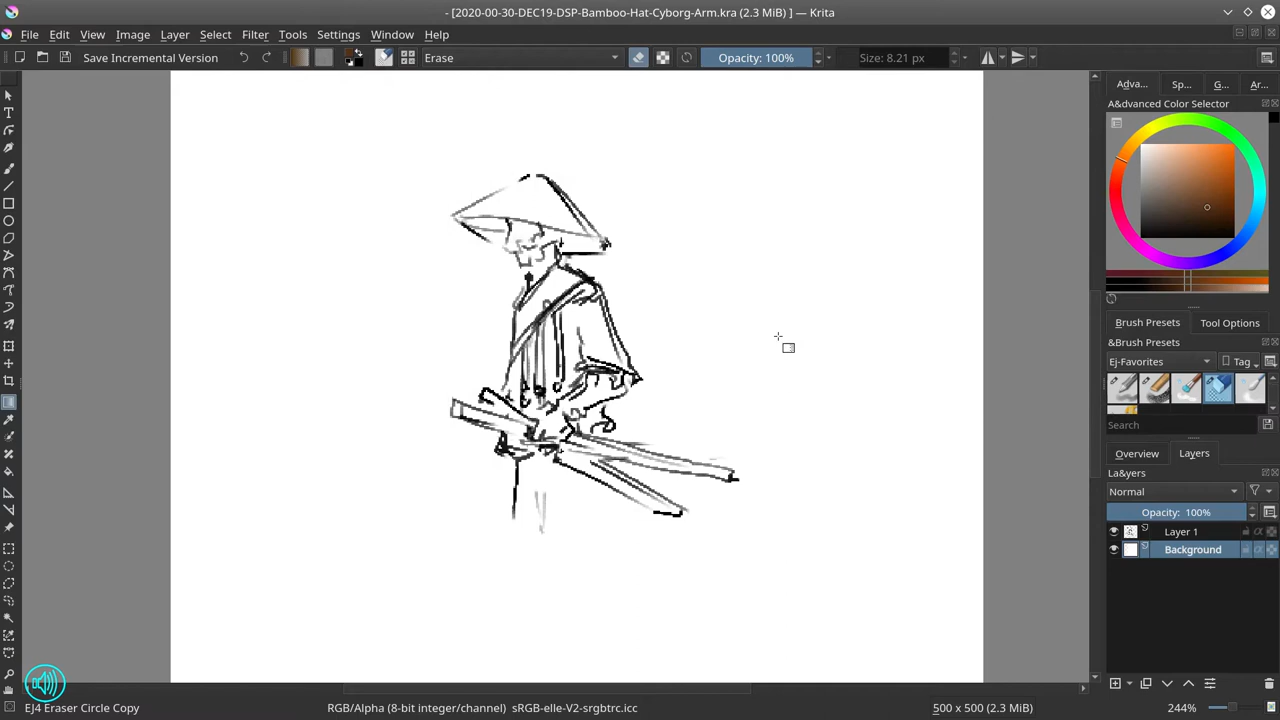 - [2020-00-30-DEC19-DSP-Bamboo-Hat-Cyborg-Arm.kra (2.3 MiB) ] — Krita
File Edit View Image Layer Select Filter Tools Settings Window Help
Save Incremental Version Erase Opacity: 100% Size: 8.21 px
Adva... Sp... G... Ar...
A&dvanced Color Selector
Brush Presets Tool Options
&Brush Presets
Ej-Favorites Tag
Search
Overview Layers
La&yers
Normal
Opacity: 100%
Layer 1
Background
EJ4 Eraser Circle Copy RGB/Alpha (8-bit integer/channel) sRGB-elle-V2-srgbtrc.icc 500 x 500 (2.3 MiB) 244%